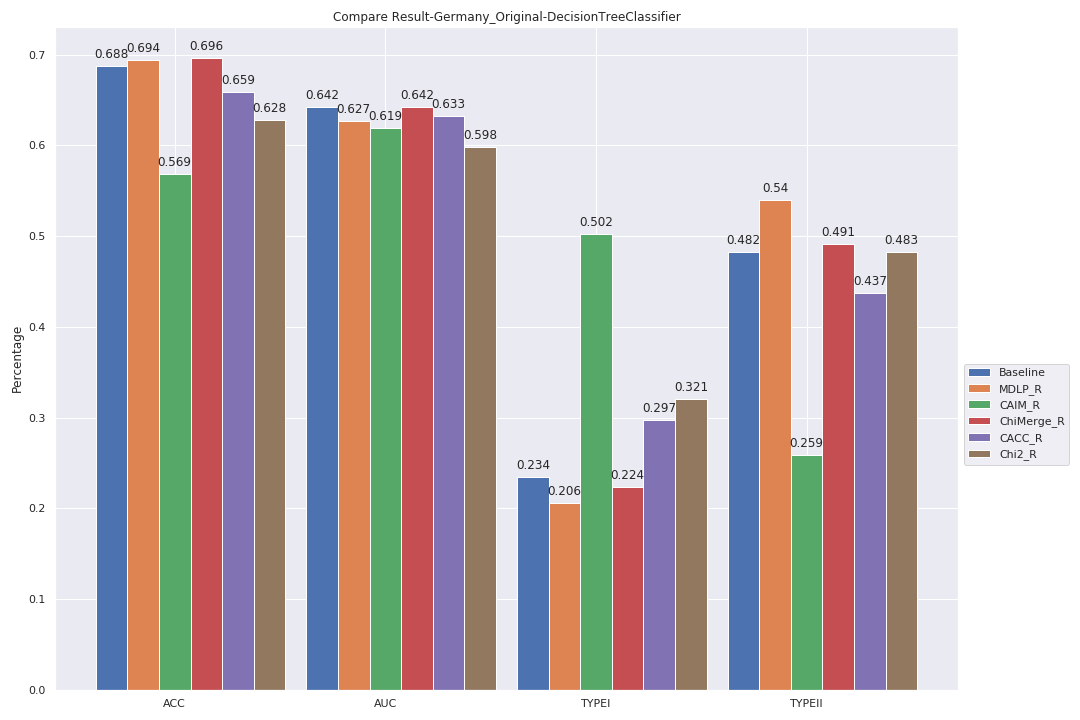 Compare Result-Germany_Original-DecisionTreeClassifier
Percentage
0.7
0.6
0.5
0.4
0.3
0.2
0.1
0.0
0.688
0.694
0.569
0.696
0.659
0.628
0.642
0.627
0.619
0.642
0.633
0.598
0.234
0.206
0.502
0.224
0.297
0.321
0.482
0.54
0.259
0.491
0.437
0.483
ACC
AUC
TYPEI
TYPEII
Baseline
MDLP_R
CAIM_R
ChiMerge_R
CACC_R
Chi2_R